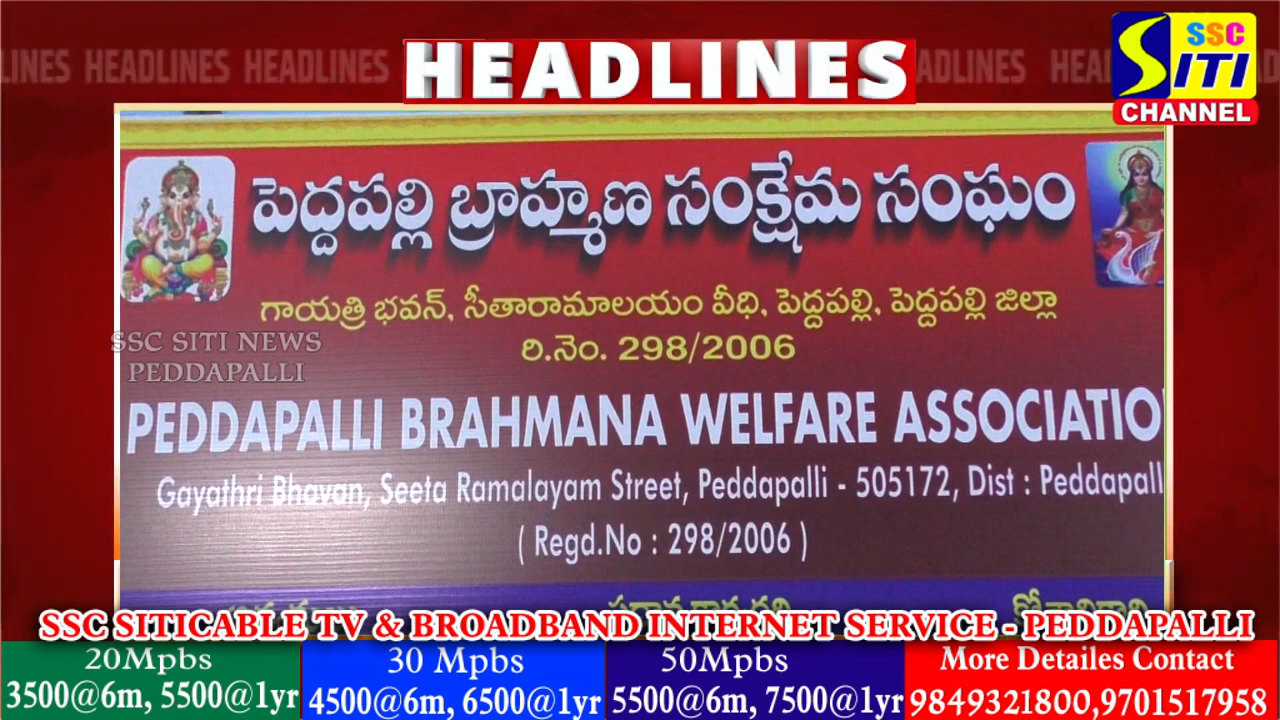 LINES HEADLINES HEADLINES
HEADLINES
SSC
SITI
CHANNEL
పెద్దపల్లి బ్రాహ్మణ సంక్షేమ సంఘం
గాయత్రి భవన్, సీతారామాలయం వీధి, పెద్దపల్లి, పెద్దపల్లి జిల్లా
రి.నెం. 298/2006
SSC SITI NEWS
PEDDAPALLI
PEDDAPALLI BRAHMANA WELFARE ASSOCIATIO
Gayathri Bhavan, Seeta Ramalayam Street, Peddapalli - 505172, Dist : Peddapall
( Regd.No : 298/2006 )
SSC SITICABLE TV & BROADBAND INTERNET SERVICE - PEDDAPALLI
20Mpbs
3500@6m, 5500@1yr
30 Mpbs
4500@6m, 6500@1yr
50Mpbs
5500@6m, 7500@1yr
More Detailes Contact
9849321800,9701517958